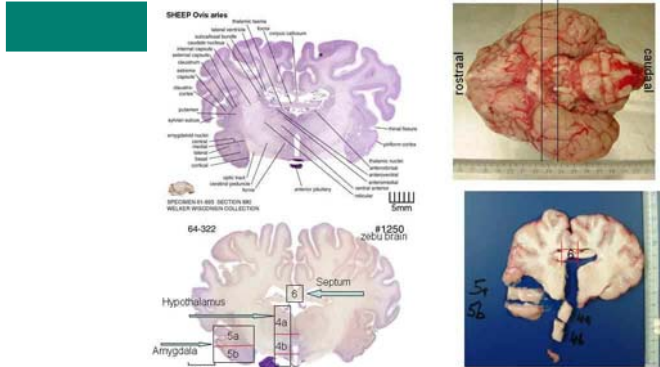 SHEEP Ovis aries
thalamic taenia
lateral ventricle
fornix
subcallosal bundle
corpus callosum
caudate nucleus
internal capsule
external capsule
claustrum
extreme
capsule
claustro
cortex
putamen
sylvian sulcus
amygdaloid nuclei
central
medial
lateral
basal
cortical
optic tract
cerebral peduncle
fornix
rhinal fissure
piriform cortex
thalamic nuclei
anterodorsal
anteroventral
anteromedial
ventral anterior
reticular
anterior pituitary
SPECIMEN 61-803 SECTION 680
WELKER WISCONSIN COLLECTION
5mm
rostraal
caudaal
64-322
#1250
zebu brain
6
Septum
Hypothalamus
4a
5a
4b
5b
Amygdala
6
5a
5b
4a
4b